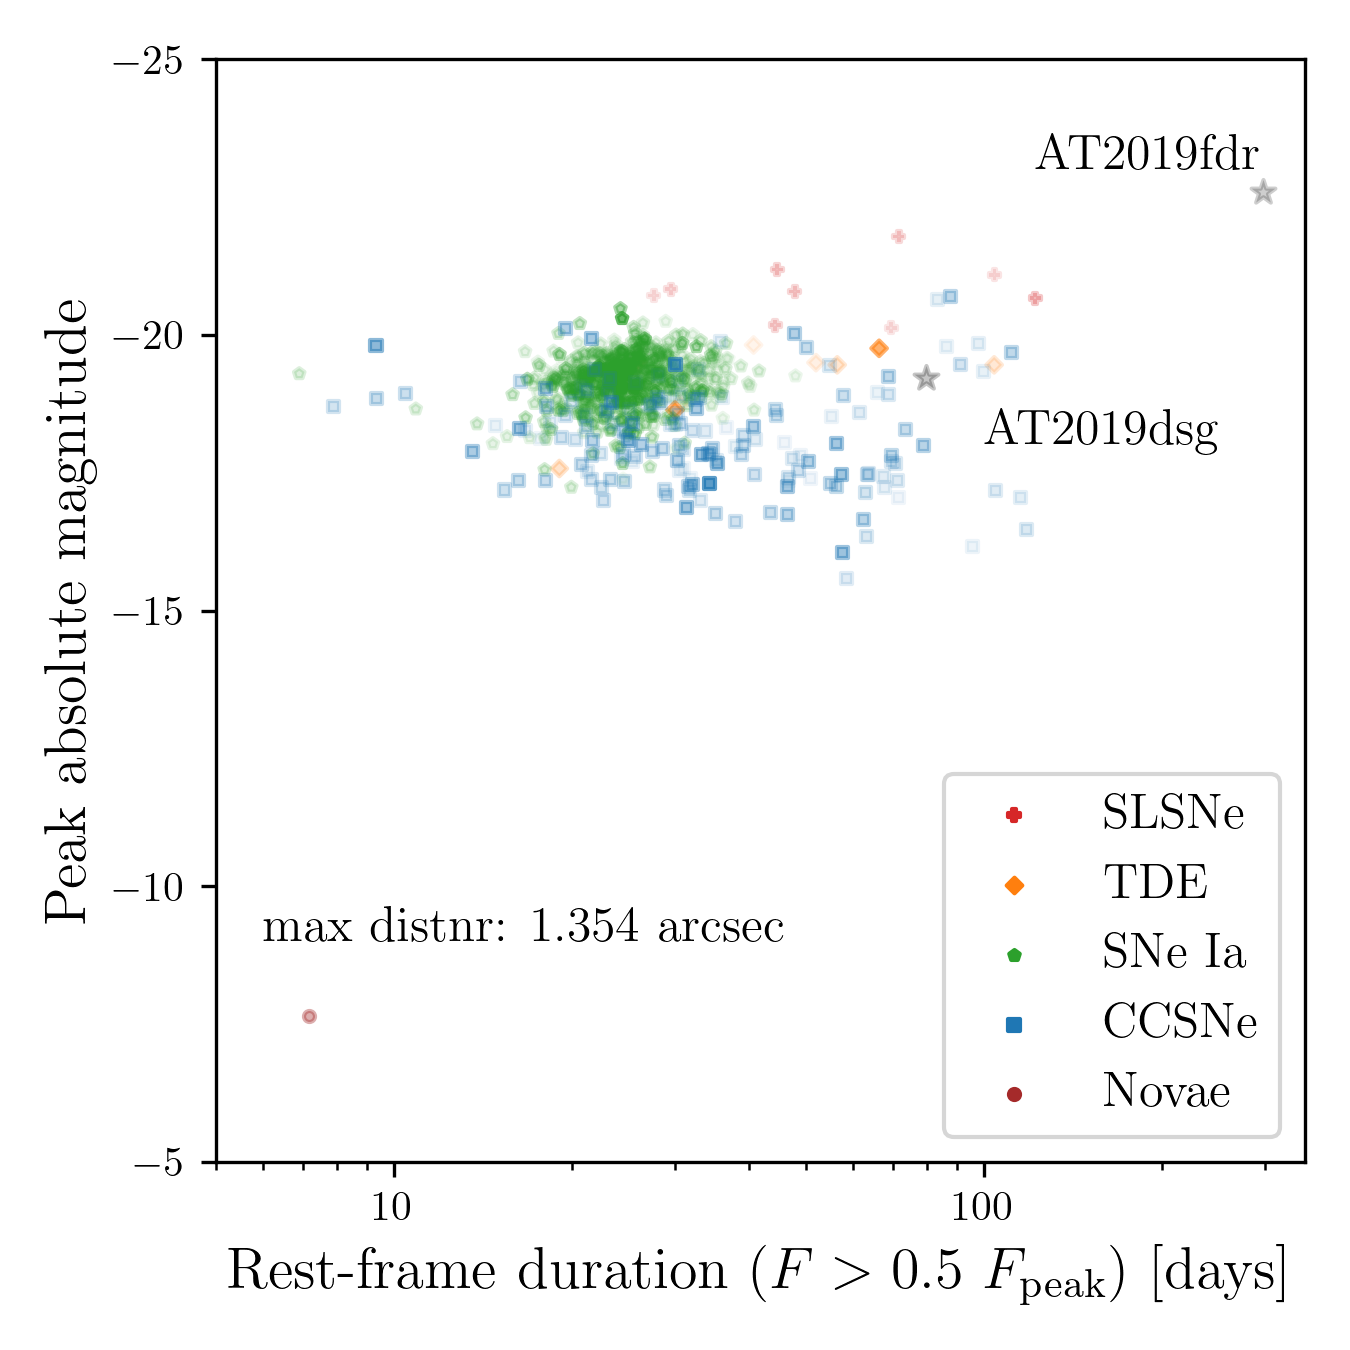 −25
AT2019fdr
−20
AT2019dsg
−15
Peak absolute magnitude
SLSNe
TDE
−10
max distnr: 1.354 arcsec
SNe Ia
CCSNe
Novae
−5
10 100
Rest-frame duration (F > 0.5 F_peak) [days]